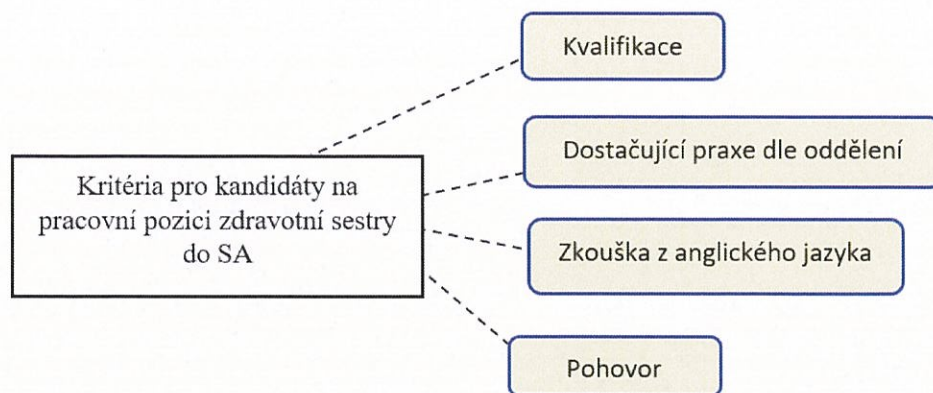 Kritéria pro kandidáty na
pracovní pozici zdravotní sestry
do SA
Kvalifikace
Dostačující praxe dle oddělení
Zkouška z anglického jazyka
Pohovor